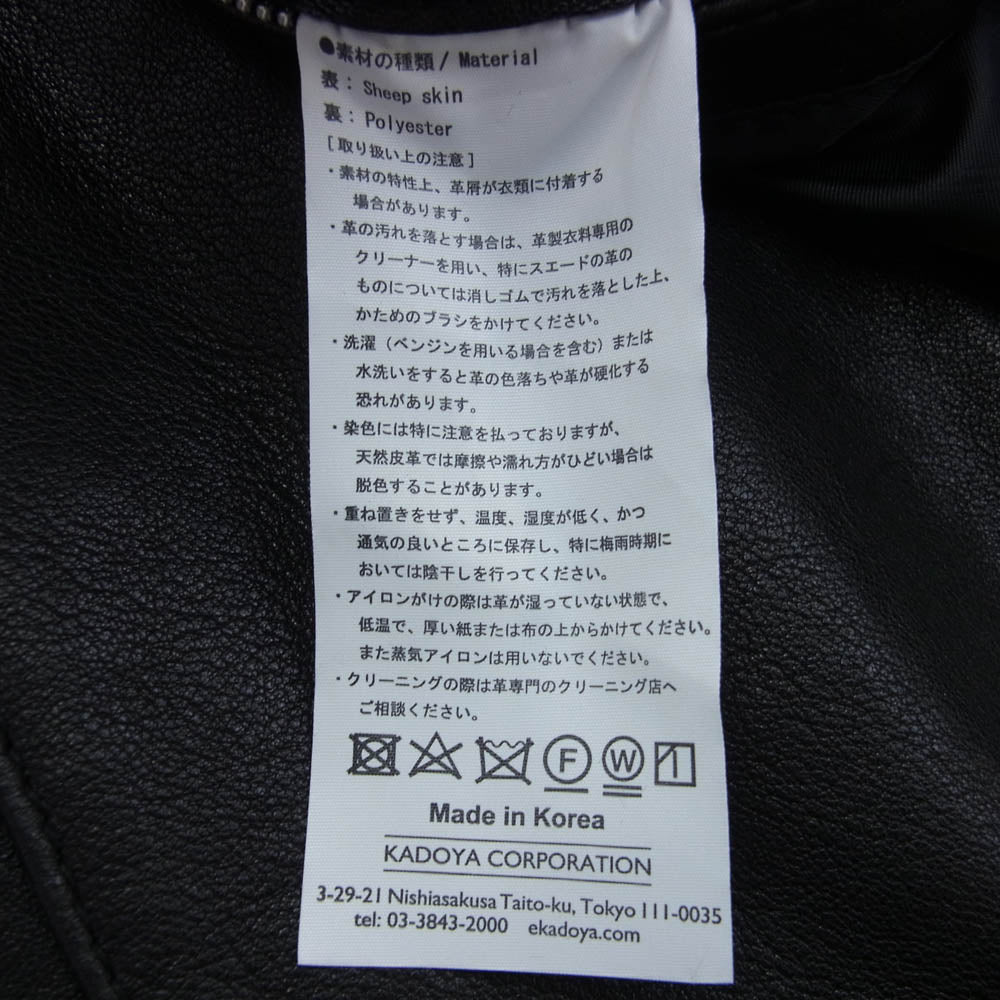 ●素材の種類/ Material
表：Sheep skin
裏：Polyester
[取り扱い上の注意]
・素材の特性上、革屑が衣類に付着する
場合があります。
・革の汚れを落とす場合は、革製衣料専用の
クリーナーを用い、特にスエードの革の
ものについては消しゴムで汚れを落とした上、
かためのブラシをかけてください。
・洗濯（ベンジンを用いる場合を含む）または
水洗いをすると革の色落ちや革が硬化する
恐れがあります。
・染色には特に注意を払っておりますが、
天然皮革では摩擦や濡れ方がひどい場合は
脱色することがあります。
・重ね置きをせず、温度、湿度が低く、かつ
通気の良いところに保存し、特に梅雨時期に
おいては陰干しを行ってください。
・アイロンがけの際は革が湿っていない状態で、
低温で、厚い紙または布の上からかけてください。
また蒸気アイロンは用いないでください。
・クリーニングの際は革専門のクリーニング店へ
ご相談ください。
F W
Made in Korea
KADOYA CORPORATION
3-29-21 Nishiasakusa Taito-ku, Tokyo 111-0035
tel: 03-3843-2000 ekadoya.com